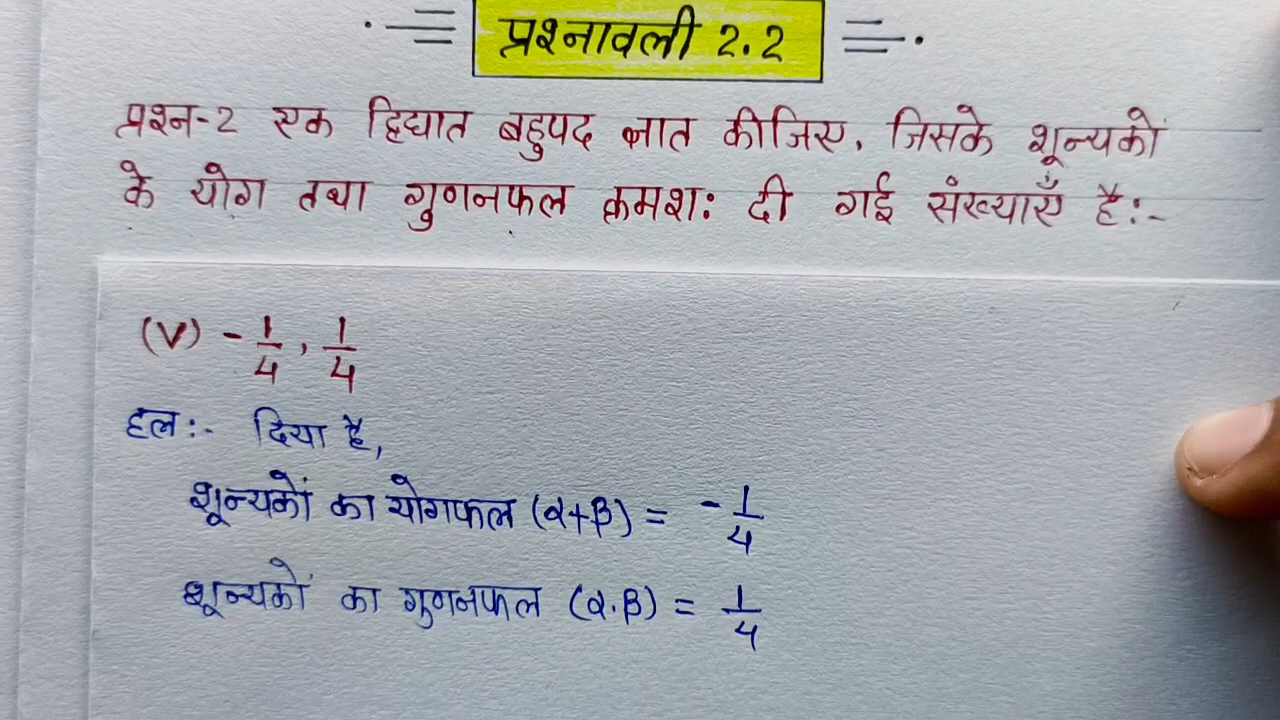 प्रश्नावली 2.2
प्रश्न-2 एक द्विघात बहुपद ज्ञात कीजिए, जिसके शून्यकों
के योग तथा गुणनफल क्रमश: दी गई संख्याएँ है:-
(V) -1/4, 1/4
हल:- दिया है,
शून्यकों का योगफल (α+β) = -1/4
शून्यकों का गुणनफल (α.β) = 1/4